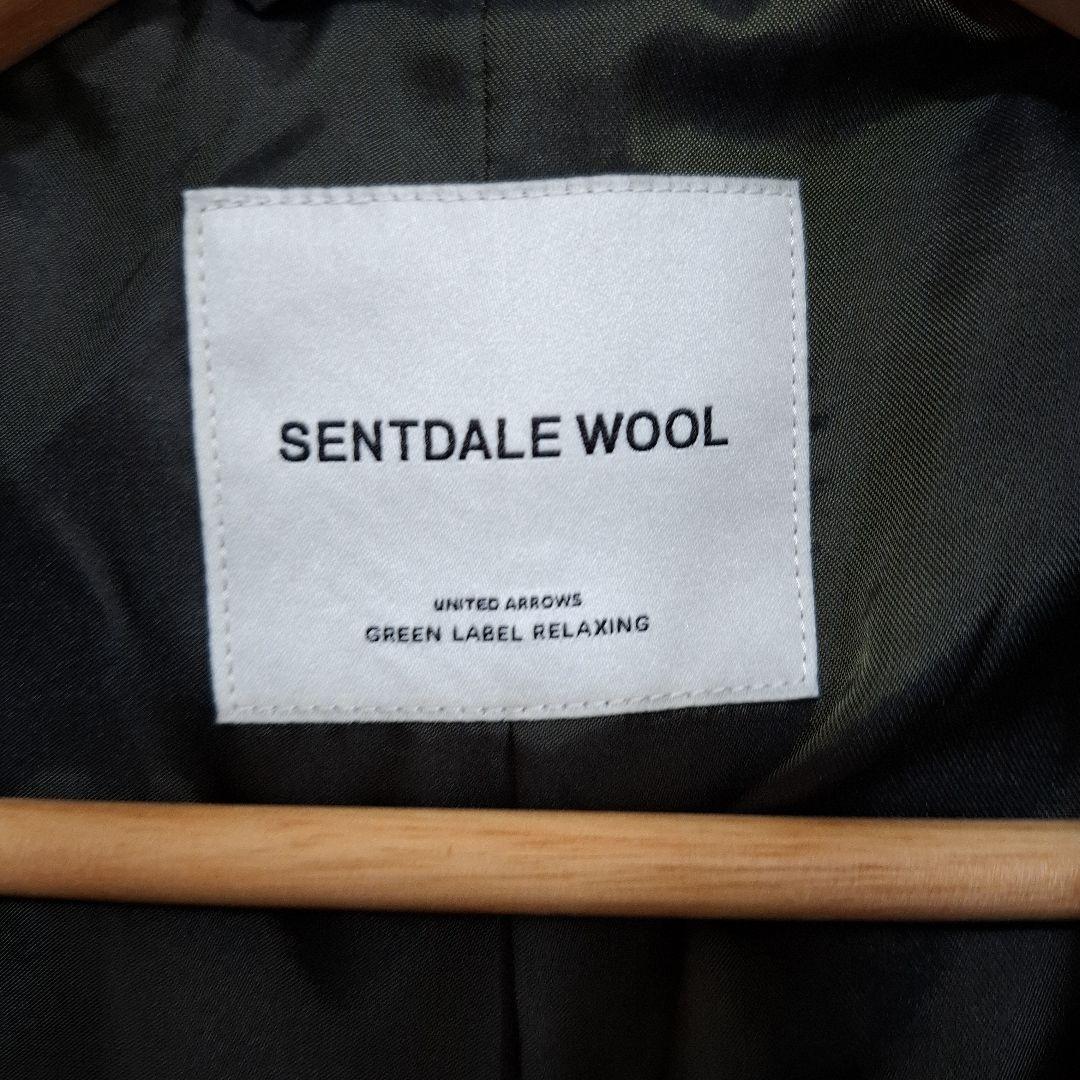 SENTDALE WOOL
UNITED ARROWS
GREEN LABEL RELAXING